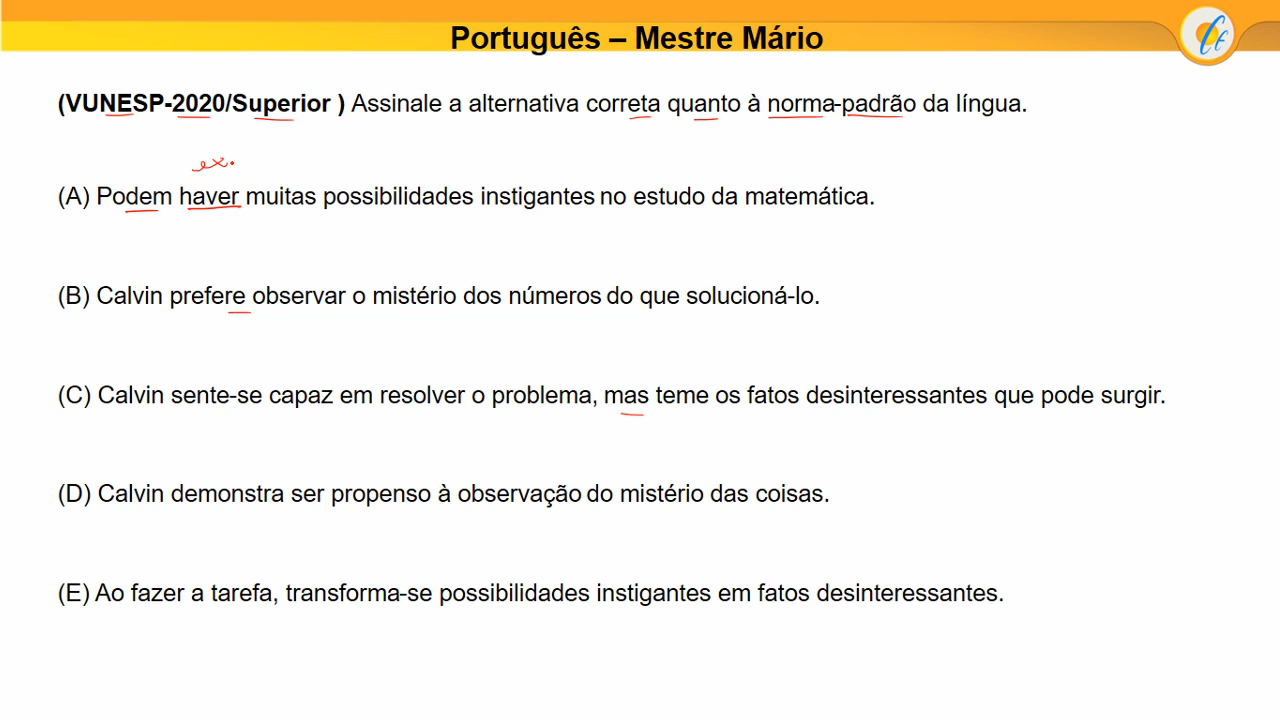 Português – Mestre Mário
(VUNESP-2020/Superior ) Assinale a alternativa correta quanto à norma-padrão da língua.
ex.
(A) Podem haver muitas possibilidades instigantes no estudo da matemática.
(B) Calvin prefere observar o mistério dos números do que solucioná-lo.
(C) Calvin sente-se capaz em resolver o problema, mas teme os fatos desinteressantes que pode surgir.
(D) Calvin demonstra ser propenso à observação do mistério das coisas.
(E) Ao fazer a tarefa, transforma-se possibilidades instigantes em fatos desinteressantes.